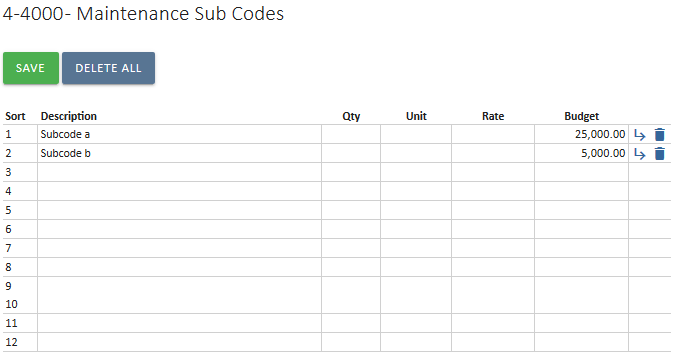 4-4000- Maintenance Sub Codes
SAVE DELETE ALL
Sort Description Qty Unit Rate Budget
1 Subcode a 25,000.00
2 Subcode b 5,000.00
3
4
5
6
7
8
9
10
11
12